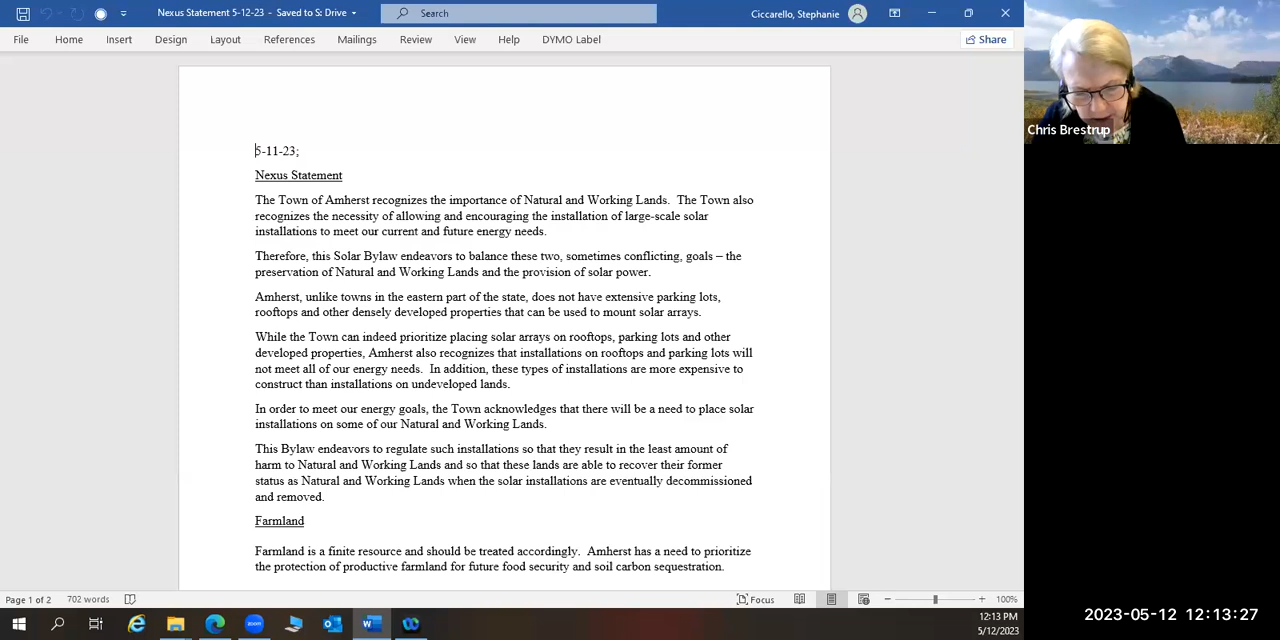 Nexus Statement 5-12-23 - Saved to S: Drive
Search
Ciccarello, Stephanie
File Home Insert Design Layout References Mailings Review View Help DYMO Label
Share
Chris Brestrup
5-11-23;
Nexus Statement
The Town of Amherst recognizes the importance of Natural and Working Lands. The Town also
recognizes the necessity of allowing and encouraging the installation of large-scale solar
installations to meet our current and future energy needs.
Therefore, this Solar Bylaw endeavors to balance these two, sometimes conflicting, goals – the
preservation of Natural and Working Lands and the provision of solar power.
Amherst, unlike towns in the eastern part of the state, does not have extensive parking lots,
rooftops and other densely developed properties that can be used to mount solar arrays.
While the Town can indeed prioritize placing solar arrays on rooftops, parking lots and other
developed properties, Amherst also recognizes that installations on rooftops and parking lots will
not meet all of our energy needs. In addition, these types of installations are more expensive to
construct than installations on undeveloped lands.
In order to meet our energy goals, the Town acknowledges that there will be a need to place solar
installations on some of our Natural and Working Lands.
This Bylaw endeavors to regulate such installations so that they result in the least amount of
harm to Natural and Working Lands and so that these lands are able to recover their former
status as Natural and Working Lands when the solar installations are eventually decommissioned
and removed.
Farmland
Farmland is a finite resource and should be treated accordingly. Amherst has a need to prioritize
the protection of productive farmland for future food security and soil carbon sequestration.
Page 1 of 2 702 words
Focus
100%
zoom
12:13 PM
5/12/2023
2023-05-12 12:13:27